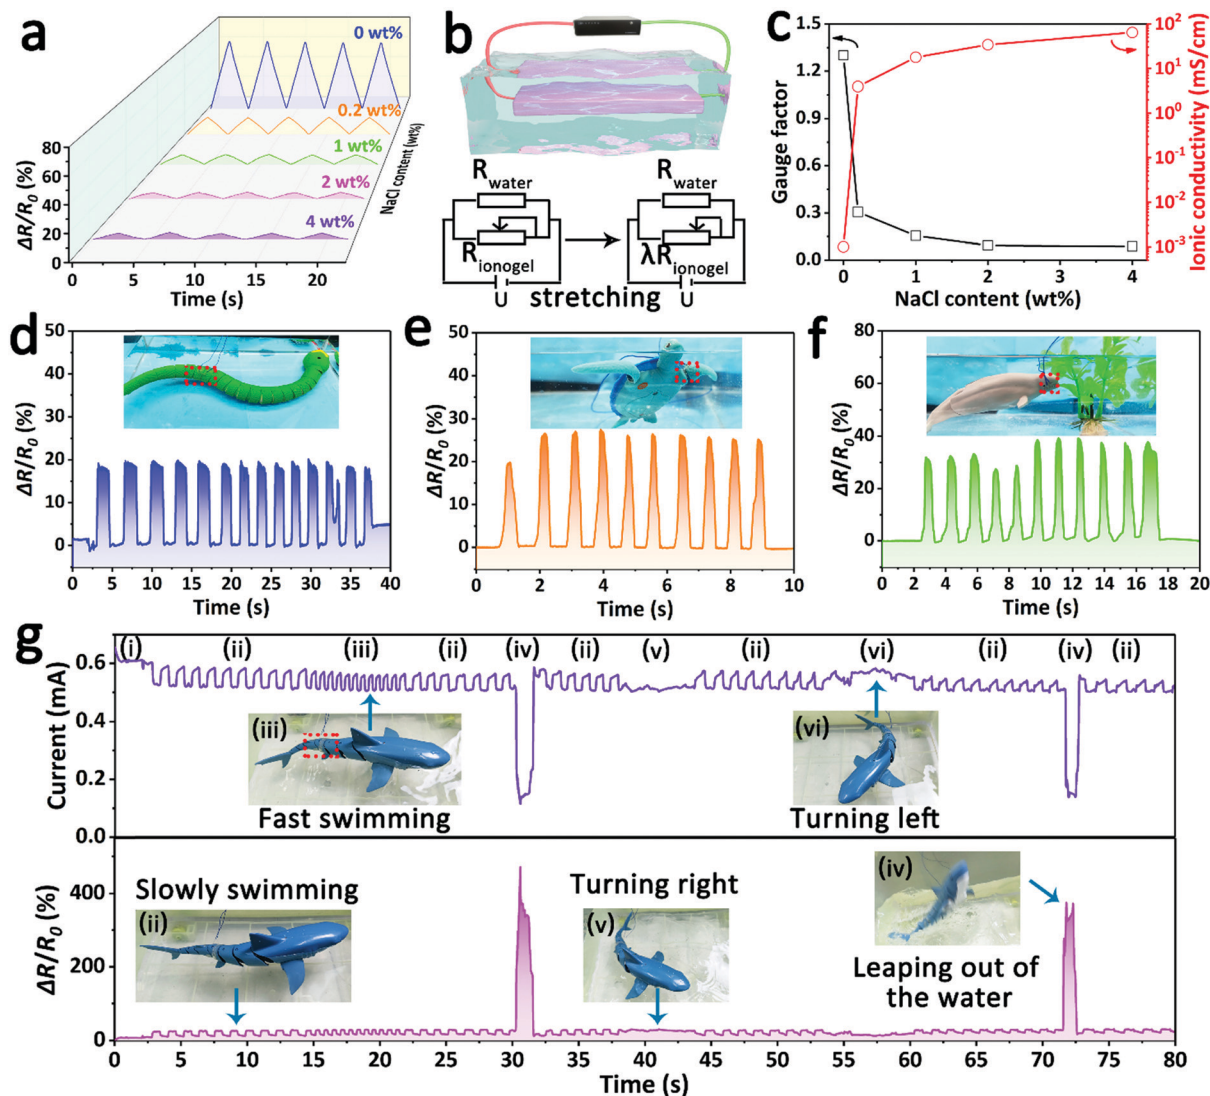 a
0 wt%
0.2 wt%
1 wt%
2 wt%
4 wt%
NaCl content (wt%)
ΔR/R0 (%)
80
60
40
20
0
0 5 10 15 20
Time (s)
b
Rwater
Rionogel
U
stretching
Rwater
λRionogel
U
c
Gauge factor
1.5
1.2
0.9
0.6
0.3
0.0
0 1 2 3 4
NaCl content (wt%)
10^2
10^1
10^0
10^-1
10^-2
10^-3
Ionic conductivity (mS/cm)
d
ΔR/R0 (%)
50
40
30
20
10
0
0 5 10 15 20 25 30 35 40
Time (s)
e
ΔR/R0 (%)
50
40
30
20
10
0
0 2 4 6 8 10
Time (s)
f
ΔR/R0 (%)
80
60
40
20
0
0 2 4 6 8 10 12 14 16 18 20
Time (s)
g
(i) (ii) (iii) (ii) (iv) (ii) (v) (ii) (vi) (ii) (iv) (ii)
Current (mA)
0.6
0.4
0.2
0.0
(iii)
Fast swimming
(vi)
Turning left
ΔR/R0 (%)
400
200
0
Slowly swimming
(ii)
Turning right
(v)
(iv)
Leaping out of
the water
0 5 10 15 20 25 30 35 40 45 50 55 60 65 70 75 80
Time (s)